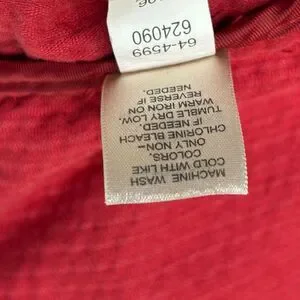 MACHINE WASH
COLD WITH LIKE
COLORS.
ONLY NON-
CHLORINE BLEACH
IF NEEDED.
TUMBLE DRY LOW.
WARM IRON ON
REVERSE IF
NEEDED.
624090
64-4599